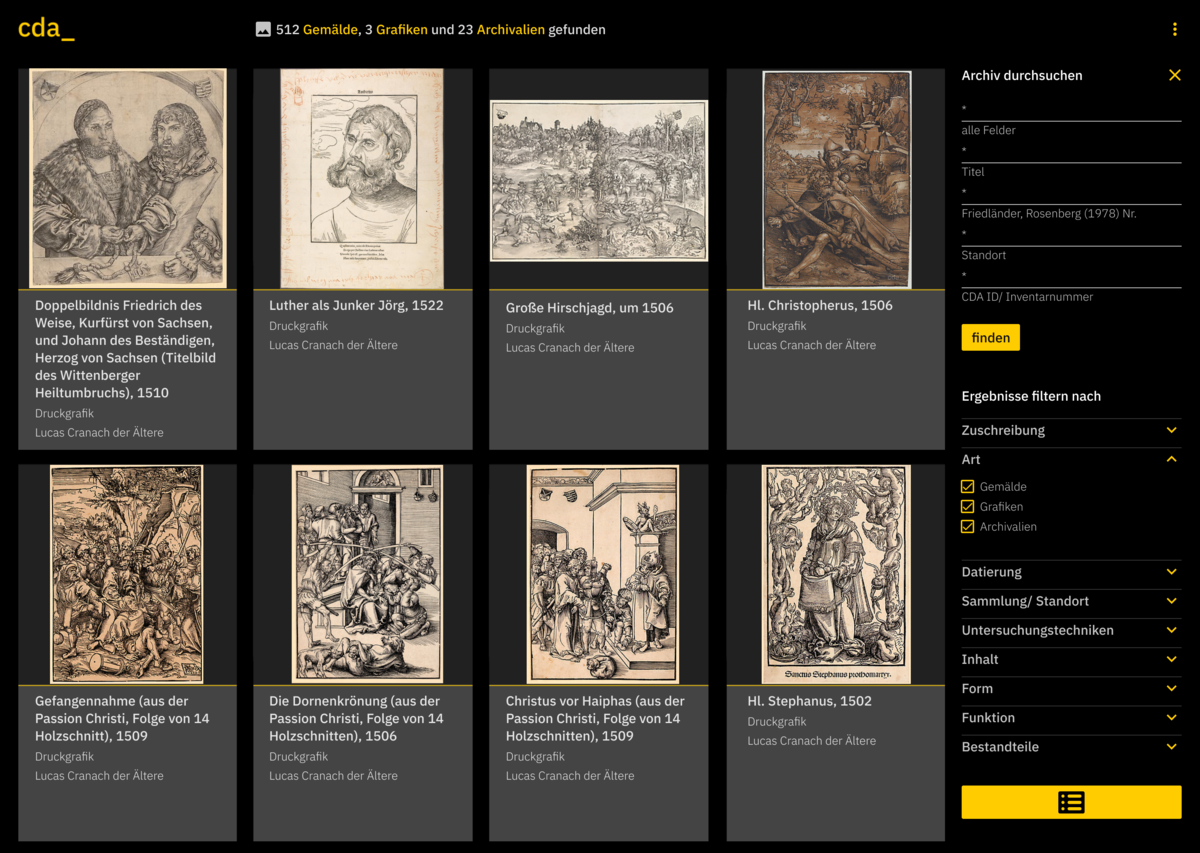 cda_
512 Gemälde, 3 Grafiken und 23 Archivalien gefunden
Doppelbildnis Friedrich des
Weise, Kurfürst von Sachsen,
und Johann des Beständigen,
Herzog von Sachsen (Titelbild
des Wittenberger
Heiltumbruchs), 1510
Druckgrafik
Lucas Cranach der Ältere
Luther als Junker Jörg, 1522
Druckgrafik
Lucas Cranach der Ältere
Große Hirschjagd, um 1506
Druckgrafik
Lucas Cranach der Ältere
Hl. Christopherus, 1506
Druckgrafik
Lucas Cranach der Ältere
Gefangennahme (aus der
Passion Christi, Folge von 14
Holzschnitt), 1509
Druckgrafik
Lucas Cranach der Ältere
Die Dornenkrönung (aus der
Passion Christi, Folge von 14
Holzschnitten), 1506
Druckgrafik
Lucas Cranach der Ältere
Christus vor Haiphas (aus der
Passion Christi, Folge von 14
Holzschnitten), 1509
Druckgrafik
Lucas Cranach der Ältere
Sanctus Stephanus prothomartyr.
Hl. Stephanus, 1502
Druckgrafik
Lucas Cranach der Ältere
Archiv durchsuchen
*
alle Felder
*
Titel
*
Friedländer, Rosenberg (1978) Nr.
*
Standort
*
CDA ID/ Inventarnummer
finden
Ergebnisse filtern nach
Zuschreibung
Art
Gemälde
Grafiken
Archivalien
Datierung
Sammlung/ Standort
Untersuchungstechniken
Inhalt
Form
Funktion
Bestandteile